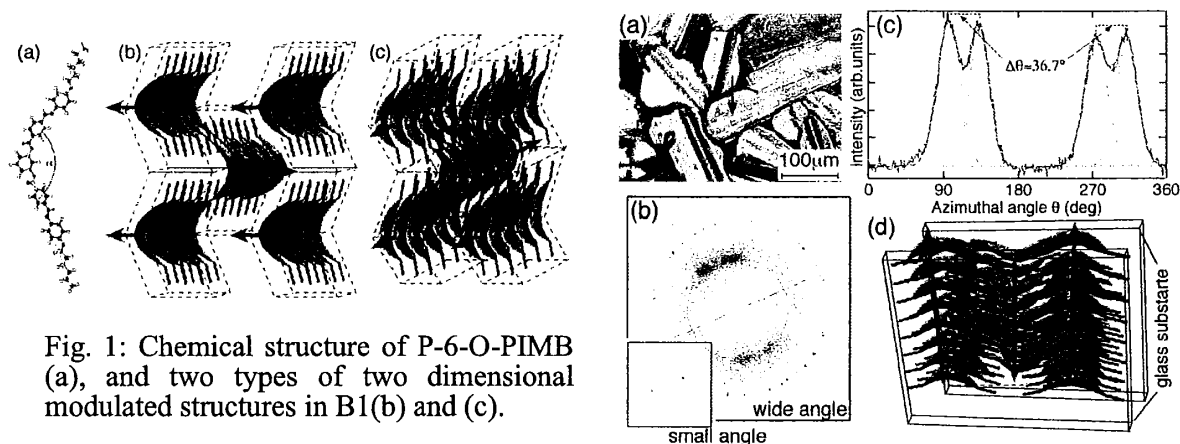 (a)
(b)
(c)
Fig. 1: Chemical structure of P-6-O-PIMB
(a), and two types of two dimensional
modulated structures in B1(b) and (c).
(a)
100μm
(b)
wide angle
small angle
(c)
Intensity (arb.units)
Δθ=36.7°
0
90
180
270
360
Azimuthal angle θ (deg)
(d)
glass substarte